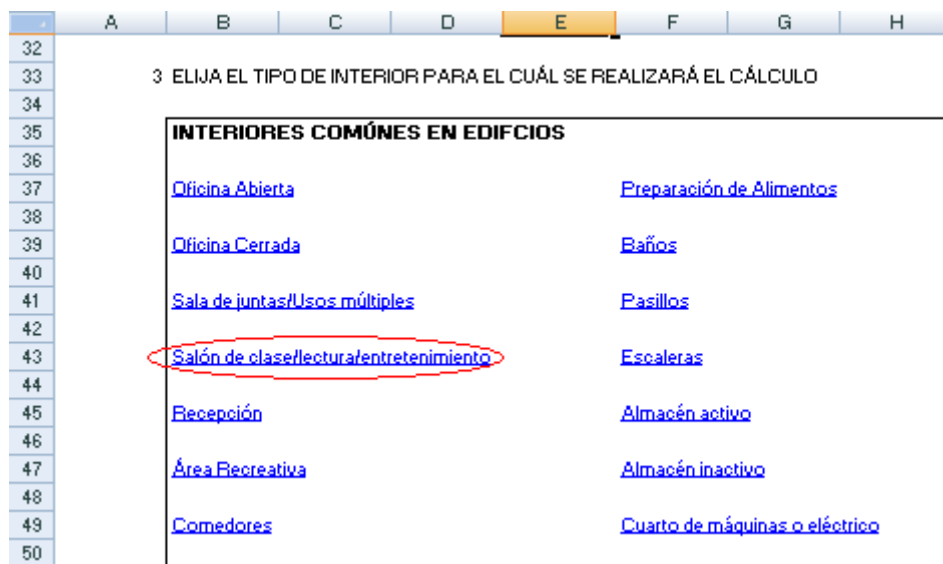 A B C D E F G H
32
33 3 ELIJA EL TIPO DE INTERIOR PARA EL CUÁL SE REALIZARÁ EL CÁLCULO
34
35 INTERIORES COMÚNES EN EDIFCIOS
36
37 Oficina Abierta Preparación de Alimentos
38
39 Oficina Cerrada Baños
40
41 Sala de juntas/Usos múltiples Pasillos
42
43 Salón de clase/lectura/entretenimiento Escaleras
44
45 Recepción Almacén activo
46
47 Área Recreativa Almacén inactivo
48
49 Comedores Cuarto de máquinas o eléctrico
50